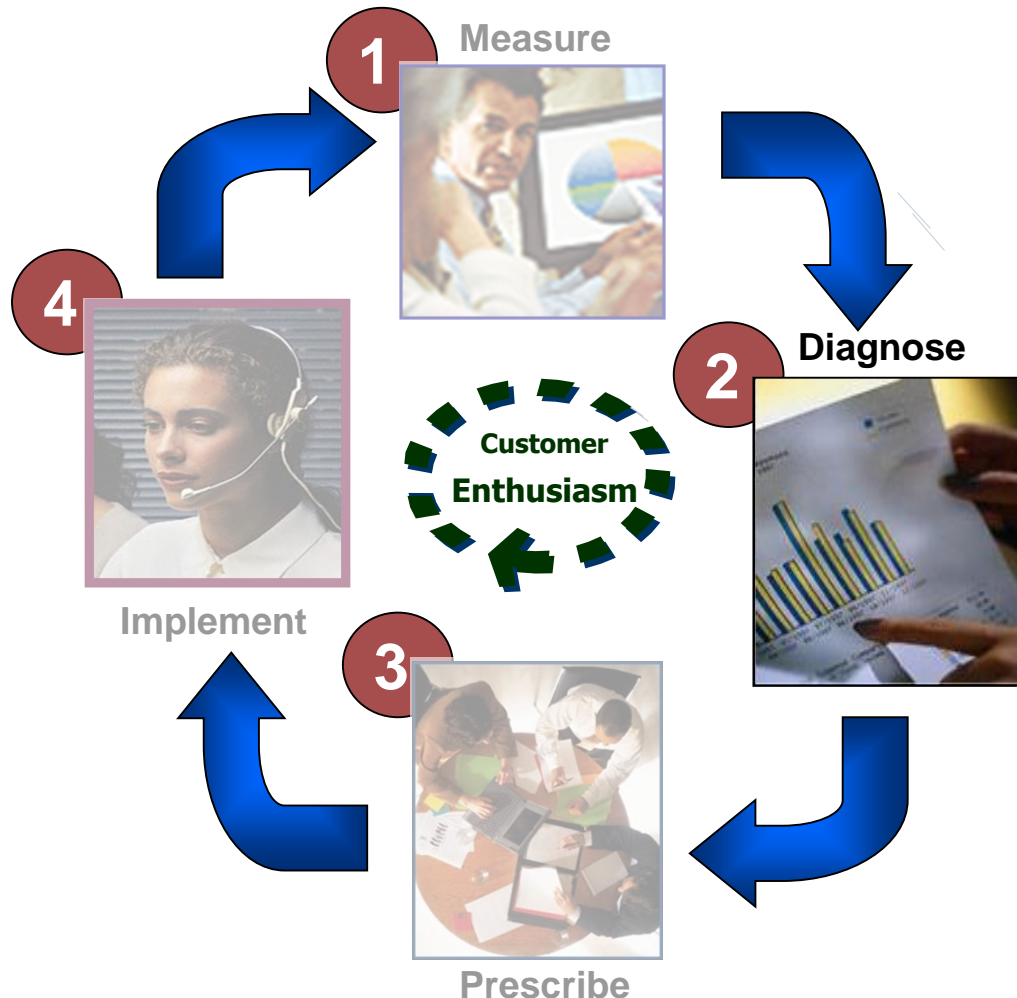 1
Measure
2
Diagnose
Customer
Enthusiasm
3
Prescribe
4
Implement